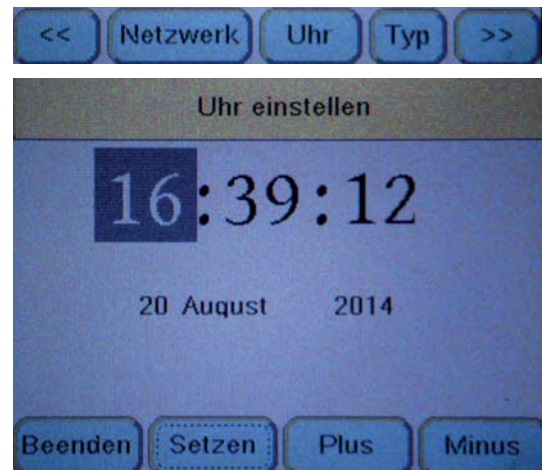 << Netzwerk Uhr Typ >>
Uhr einstellen
16:39:12
20 August 2014
Beenden Setzen Plus Minus